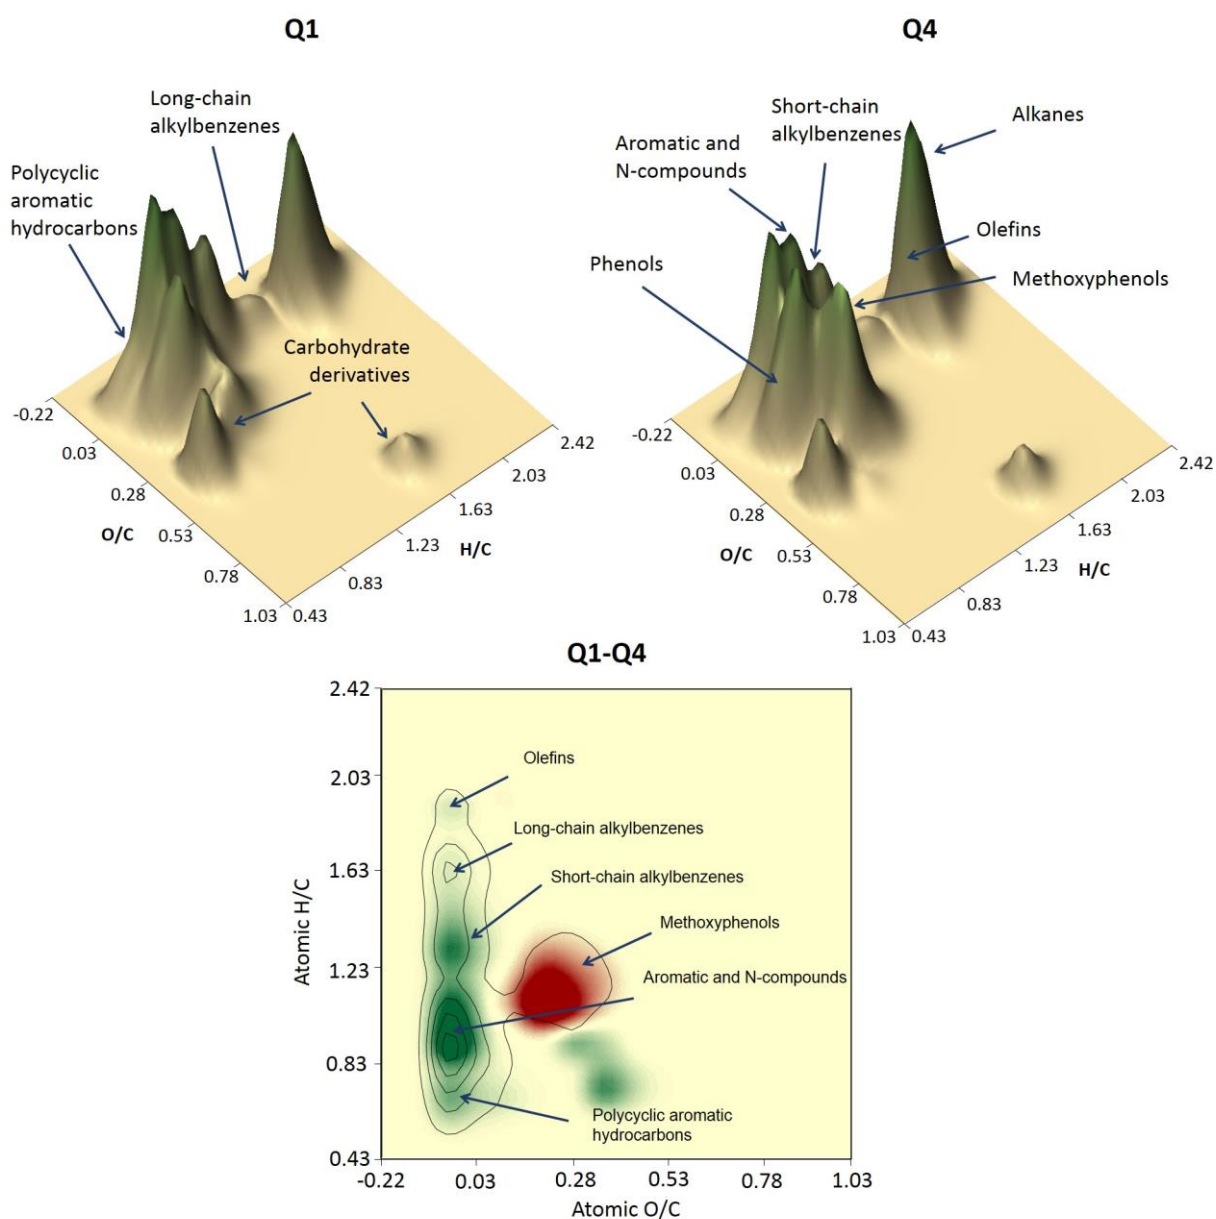 Q1
Q4
Long-chain
alkylbenzenes
Polycyclic
aromatic
hydrocarbons
Carbohydrate
derivatives
-0.22
0.03
0.28
0.53
0.78
1.03
O/C
0.43
0.83
1.23
1.63
2.03
2.42
H/C
Short-chain
alkylbenzenes
Alkanes
Aromatic and
N-compounds
Olefins
Phenols
Methoxyphenols
-0.22
0.03
0.28
0.53
0.78
1.03
O/C
0.43
0.83
1.23
1.63
2.03
2.42
H/C
Q1-Q4
2.42
2.03
1.63
1.23
0.83
0.43
Atomic H/C
Olefins
Long-chain alkylbenzenes
Short-chain alkylbenzenes
Methoxyphenols
Aromatic and N-compounds
Polycyclic aromatic
hydrocarbons
-0.22
0.03
0.28
0.53
0.78
1.03
Atomic O/C